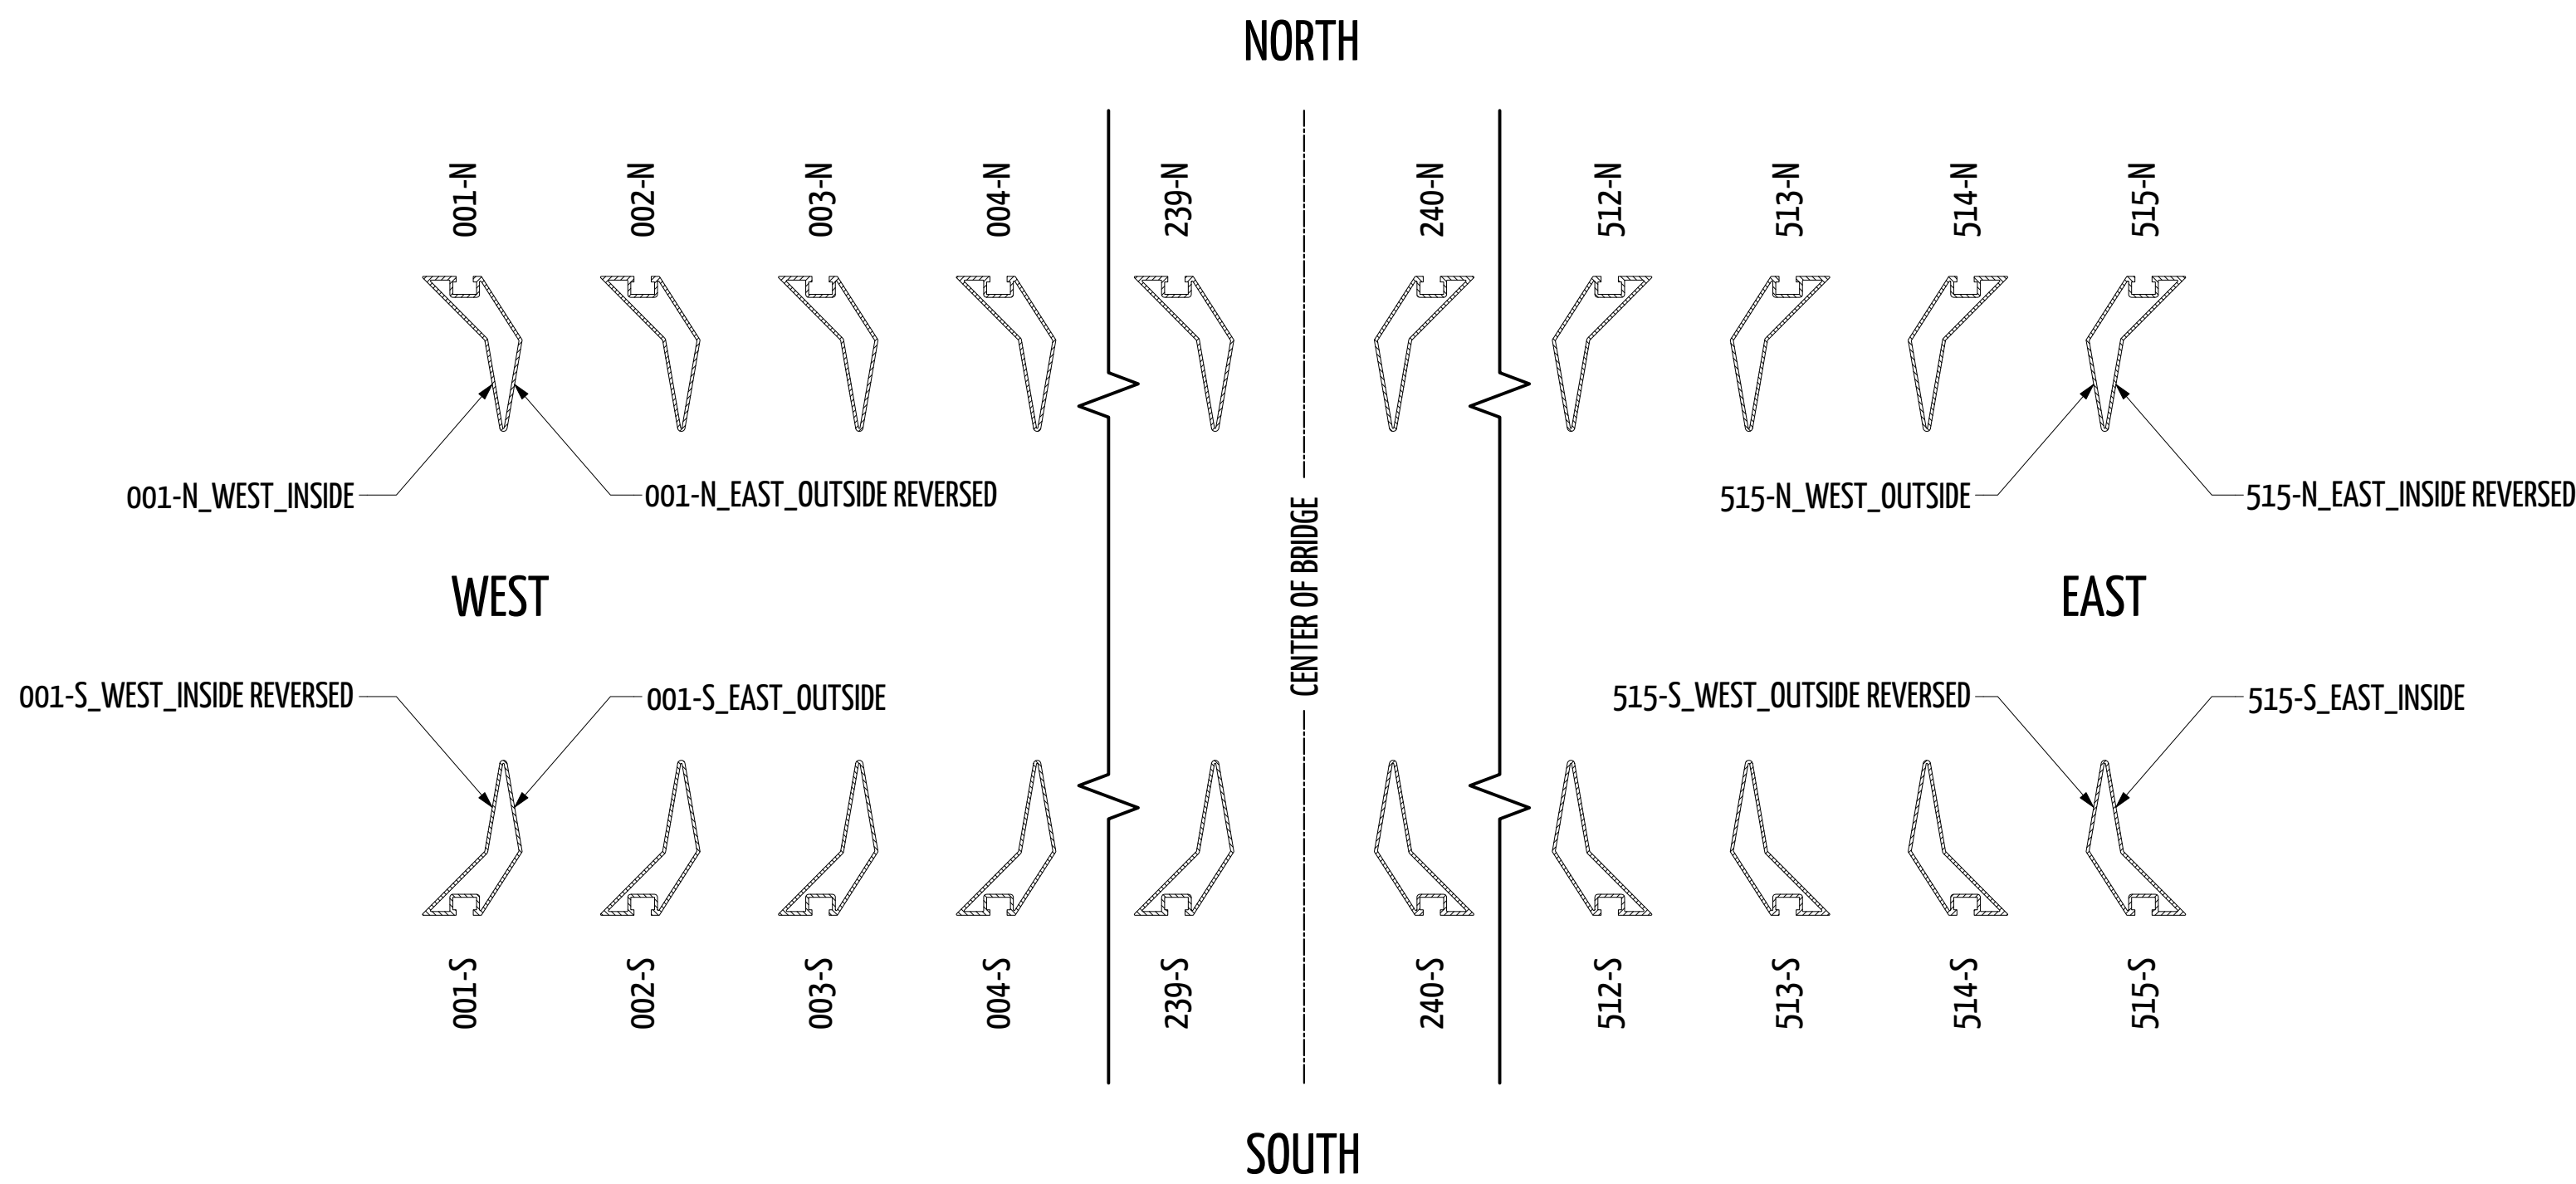 NORTH
001-N
002-N
003-N
004-N
239-N
240-N
512-N
513-N
514-N
515-N
001-N_WEST_INSIDE
001-N_EAST_OUTSIDE REVERSED
515-N_WEST_OUTSIDE
515-N_EAST_INSIDE REVERSED
WEST
CENTER OF BRIDGE
EAST
001-S_WEST_INSIDE REVERSED
001-S_EAST_OUTSIDE
515-S_WEST_OUTSIDE REVERSED
515-S_EAST_INSIDE
001-S
002-S
003-S
004-S
239-S
240-S
512-S
513-S
514-S
515-S
SOUTH